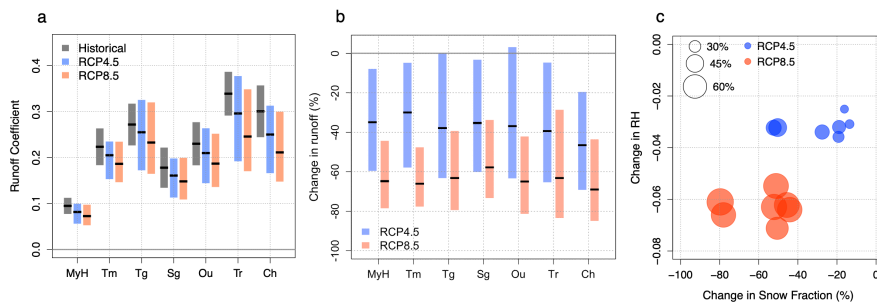 a
Runoff Coefficient
0.4
0.3
0.2
0.1
0.0
Historical
RCP4.5
RCP8.5
MyH Tm Tg Sg Ou Tr Ch
b
Change in runoff (%)
20
0
-20
-40
-60
-80
-100
RCP4.5
RCP8.5
MyH Tm Tg Sg Ou Tr Ch
c
Change in RH
0.00
-0.02
-0.04
-0.06
-0.08
30%
45%
60%
RCP4.5
RCP8.5
-100 -80 -60 -40 -20 0
Change in Snow Fraction (%)